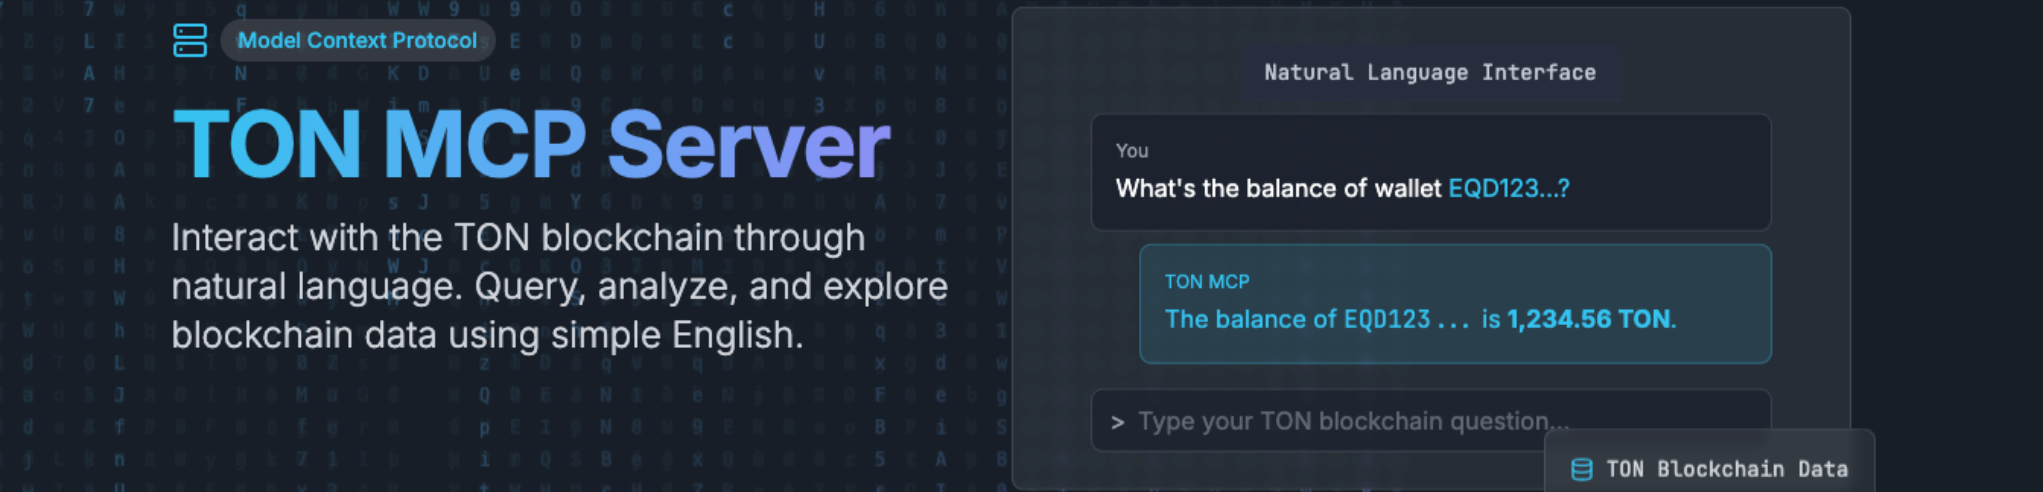 Model Context Protocol
TON MCP Server
Interact with the TON blockchain through
natural language. Query, analyze, and explore
blockchain data using simple English.
Natural Language Interface
You
What's the balance of wallet EQD123...?
TON MCP
The balance of EQD123... is 1,234.56 TON.
> Type your TON blockchain question...
TON Blockchain Data